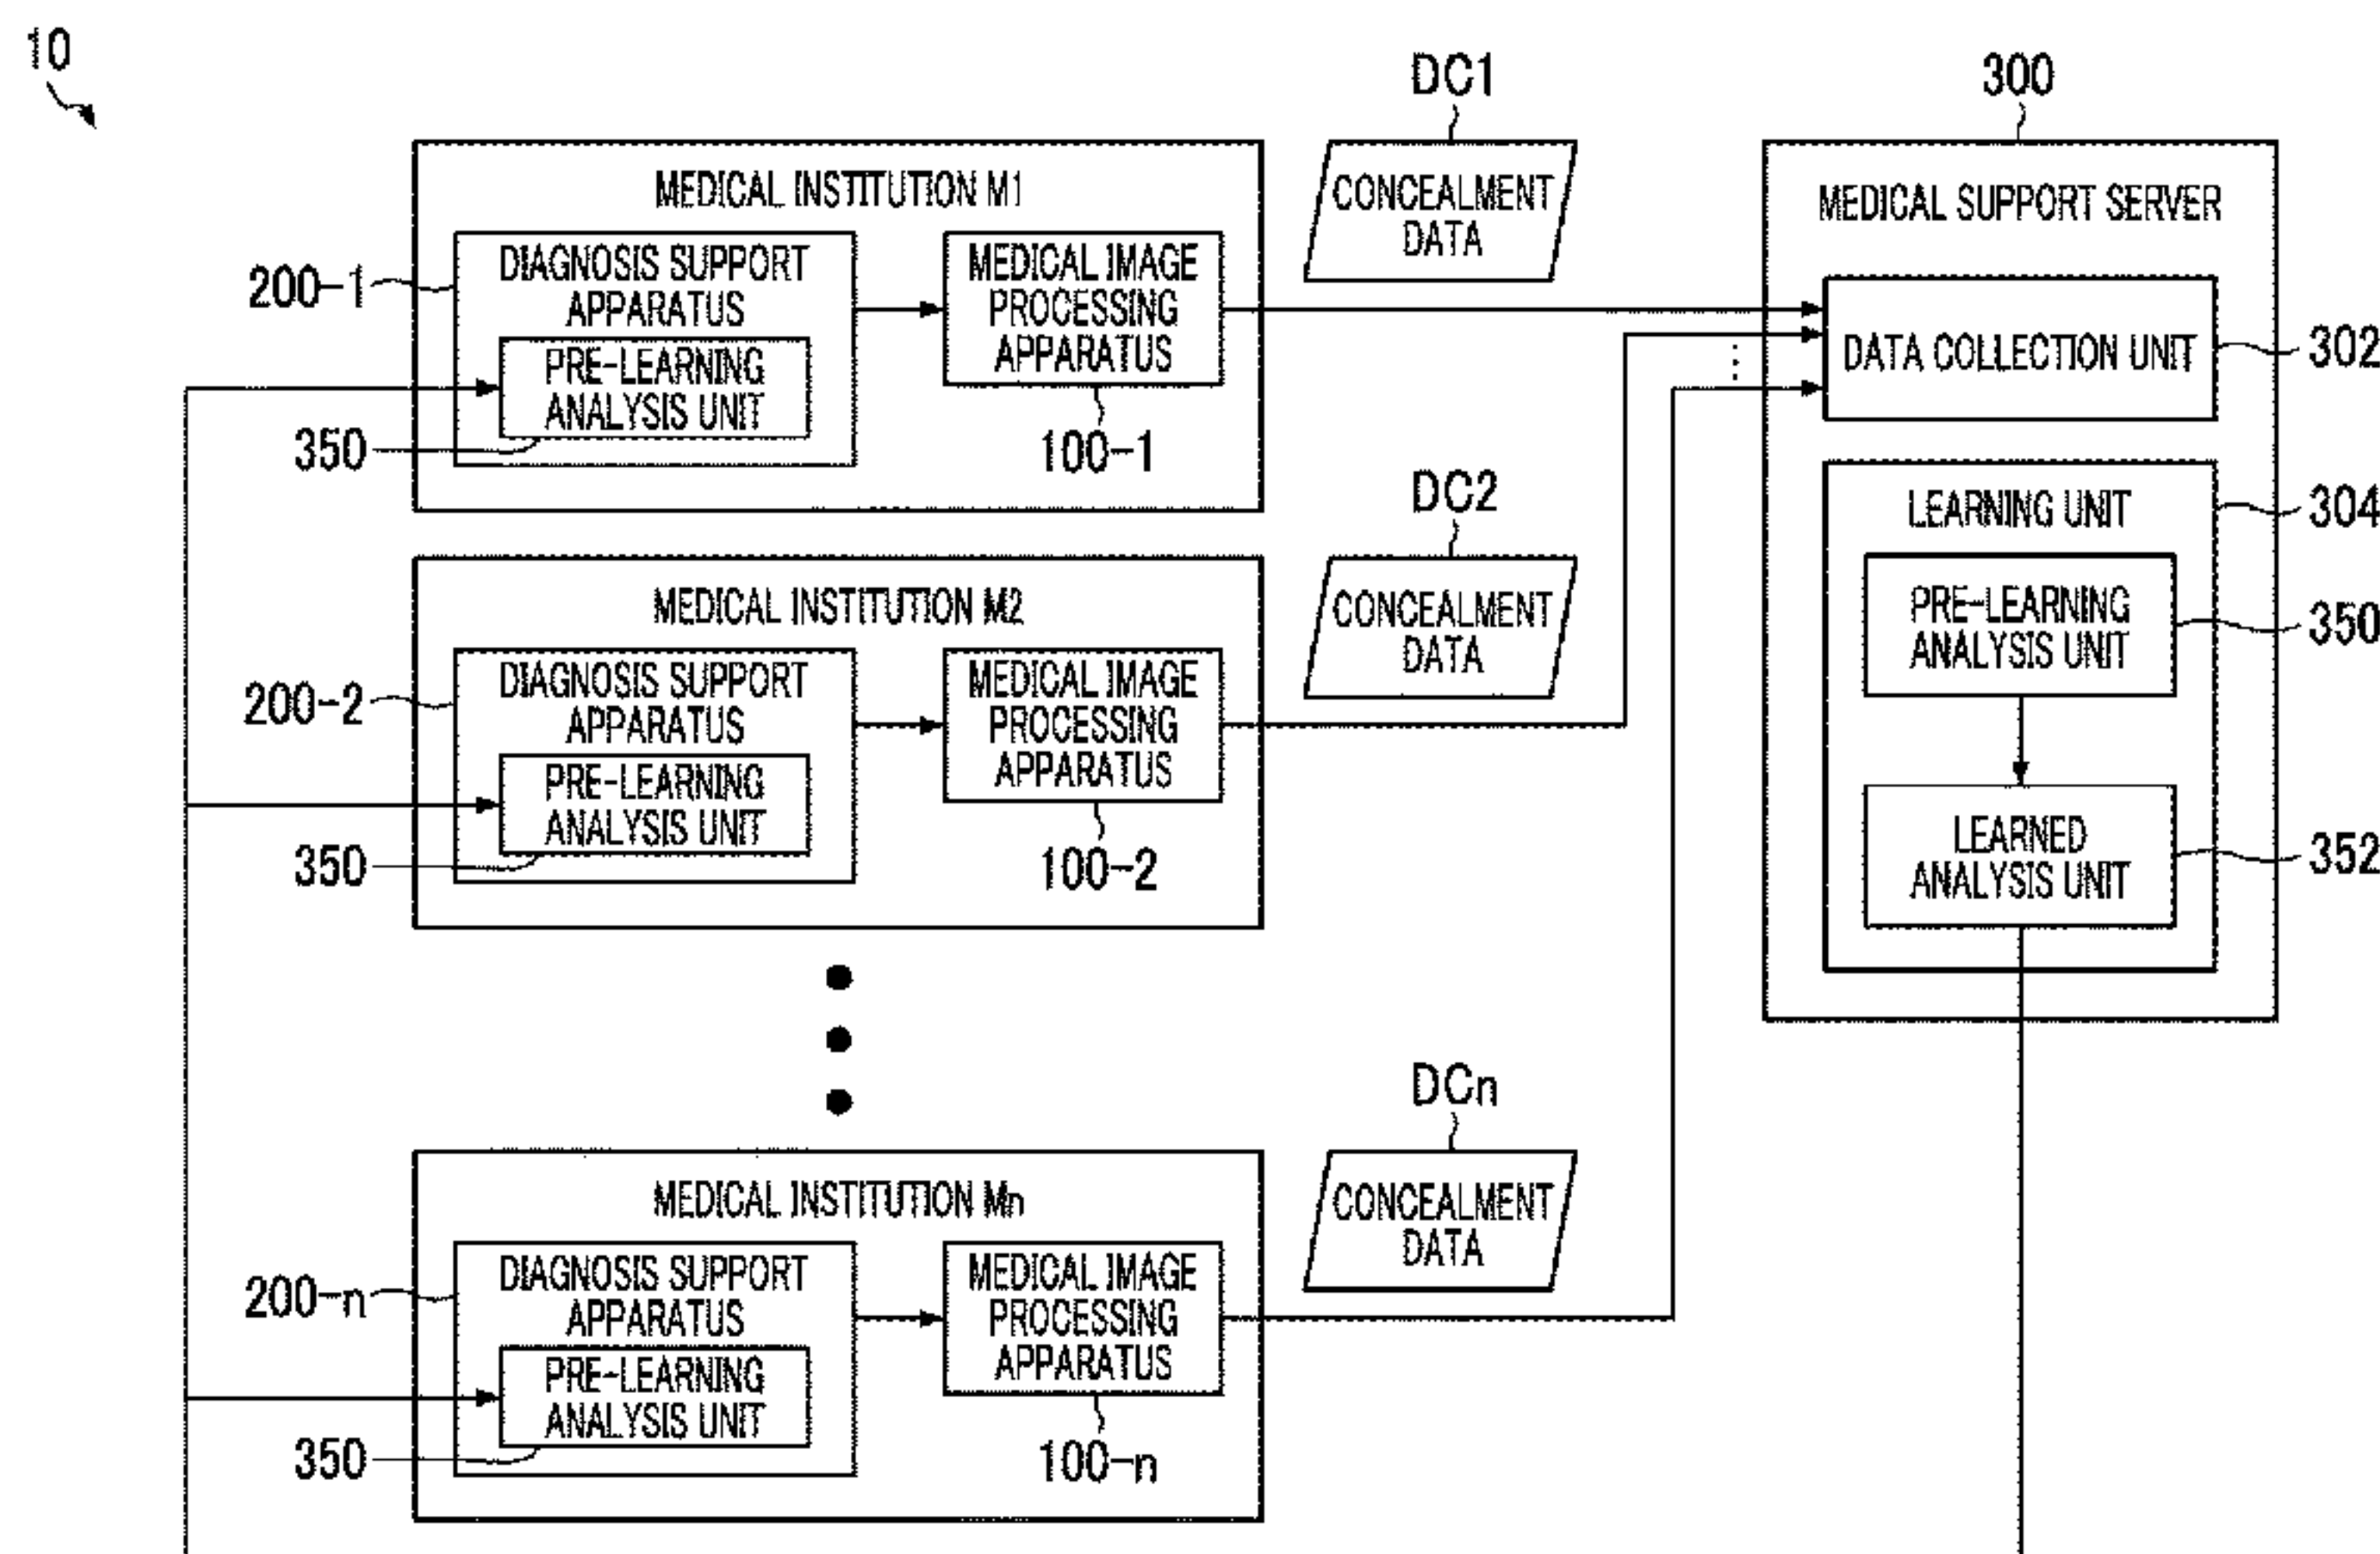 10
DC1
300
MEDICAL INSTITUTION M1
CONCEALMENT
DATA
MEDICAL SUPPORT SERVER
200-1
DIAGNOSIS SUPPORT
APPARATUS
MEDICAL IMAGE
PROCESSING
APPARATUS
PRE-LEARNING
ANALYSIS UNIT
350
100-1
DATA COLLECTION UNIT
302
DC2
LEARNING UNIT
304
MEDICAL INSTITUTION M2
CONCEALMENT
DATA
PRE-LEARNING
ANALYSIS UNIT
350
200-2
DIAGNOSIS SUPPORT
APPARATUS
MEDICAL IMAGE
PROCESSING
APPARATUS
PRE-LEARNING
ANALYSIS UNIT
350
100-2
LEARNED
ANALYSIS UNIT
352
DCn
MEDICAL INSTITUTION Mn
CONCEALMENT
DATA
200-n
DIAGNOSIS SUPPORT
APPARATUS
MEDICAL IMAGE
PROCESSING
APPARATUS
PRE-LEARNING
ANALYSIS UNIT
350
100-n